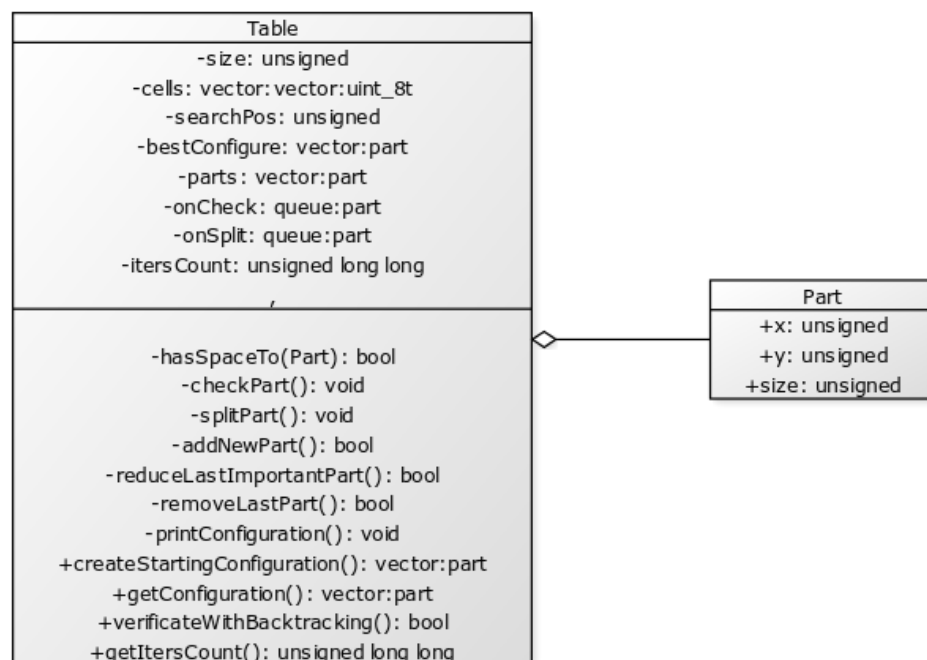 Table
-size: unsigned
-cells: vector:vector:uint_8t
-searchPos: unsigned
-bestConfigure: vector:part
-parts: vector:part
-onCheck: queue:part
-onSplit: queue:part
-itersCount: unsigned long long
,
-hasSpaceTo(Part): bool
-checkPart(): void
-splitPart(): void
-addNewPart(): bool
-reduceLastImportantPart(): bool
-removeLastPart(): bool
-printConfiguration(): void
+createStartingConfiguration(): vector:part
+getConfiguration(): vector:part
+verificateWithBacktracking(): bool
+getItersCount(): unsigned long long
Part
+x: unsigned
+y: unsigned
+size: unsigned